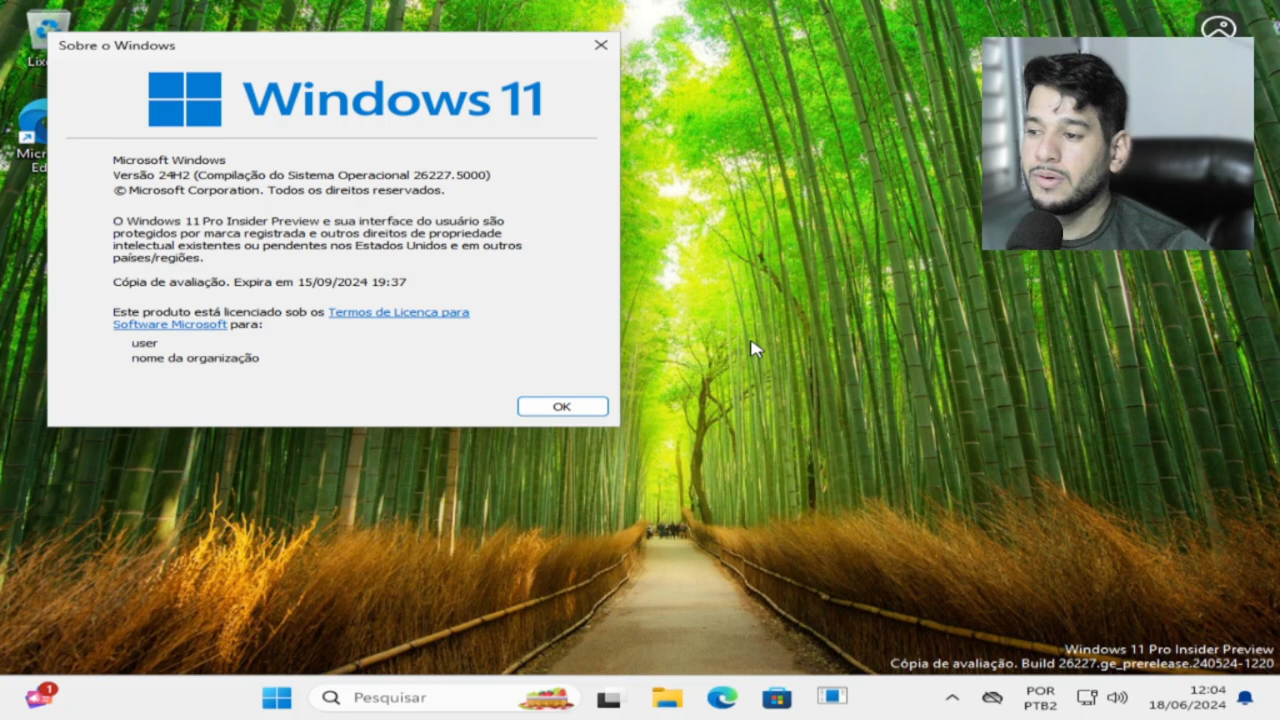 Sobre o Windows
Windows 11
Microsoft Windows
Versão 24H2 (Compilação do Sistema Operacional 26227.5000)
© Microsoft Corporation. Todos os direitos reservados.
O Windows 11 Pro Insider Preview e sua interface do usuário são
protegidos por marca registrada e outros direitos de propriedade
intelectual existentes ou pendentes nos Estados Unidos e em outros
países/regiões.
Cópia de avaliação. Expira em 15/09/2024 19:37
Este produto está licenciado sob os Termos de Licença para
Software Microsoft para:
user
nome da organização
OK
Windows 11 Pro Insider Preview
Cópia de avaliação. Build 26227.ge_prerelease.240524-1220
1
Pesquisar
POR
PTB2
12:04
18/06/2024